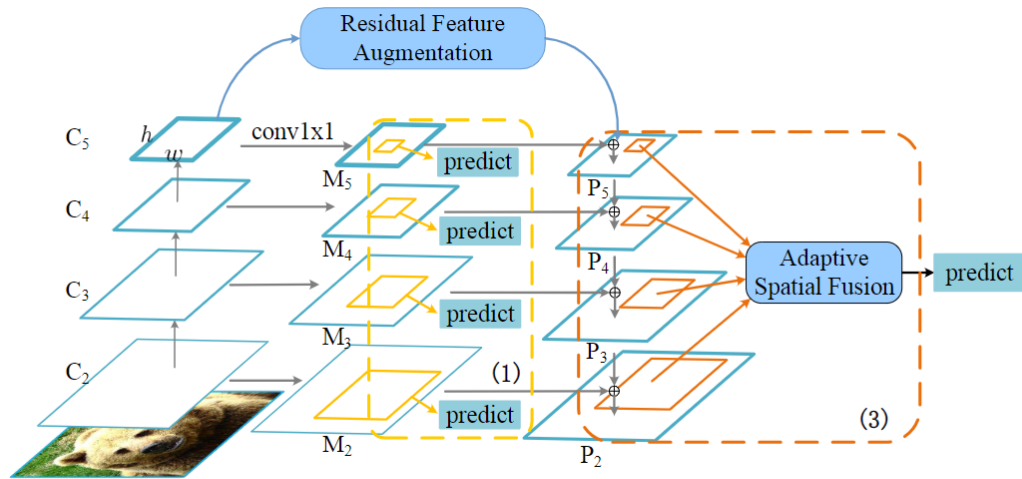 Residual Feature
Augmentation
C5
h
w
conv1x1
M5
predict
P5
C4
M4
predict
P4
Adaptive
Spatial Fusion
predict
C3
M3
predict
P3
C2
(1)
M2
predict
P2
(3)